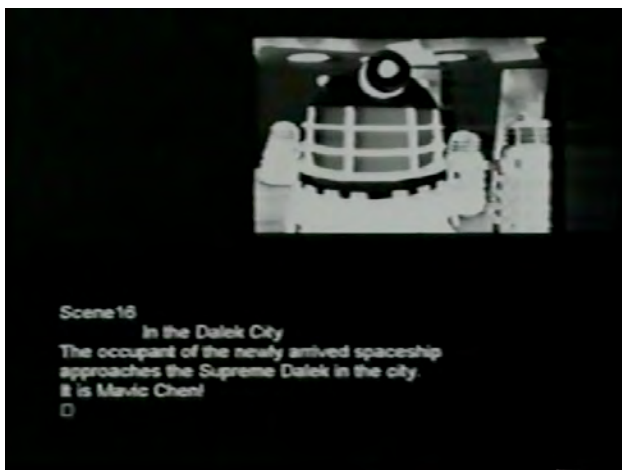 Scene16
In the Dalek City
The occupant of the newly arrived spaceship
approaches the Supreme Dalek in the city.
It is Mavic Chen!